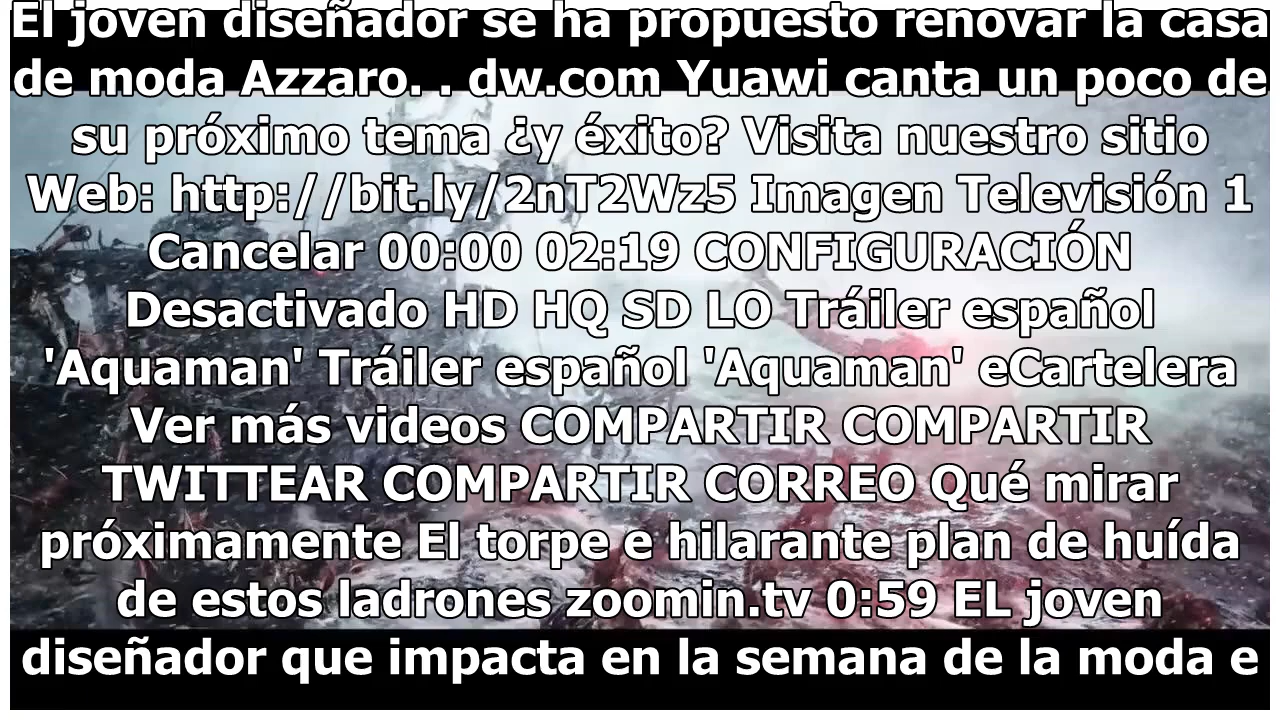 El joven diseñador se ha propuesto renovar la casa
de moda Azzaro. . dw.com Yuawi canta un poco de
su próximo tema ¿y éxito? Visita nuestro sitio
Web: http://bit.ly/2nT2Wz5 Imagen Televisión 1
Cancelar 00:00 02:19 CONFIGURACIÓN
Desactivado HD HQ SD LO Tráiler español
'Aquaman' Tráiler español 'Aquaman' eCartelera
Ver más videos COMPARTIR COMPARTIR
TWITTEAR COMPARTIR CORREO Qué mirar
próximamente El torpe e hilarante plan de huída
de estos ladrones zoomin.tv 0:59 EL joven
diseñador que impacta en la semana de la moda e